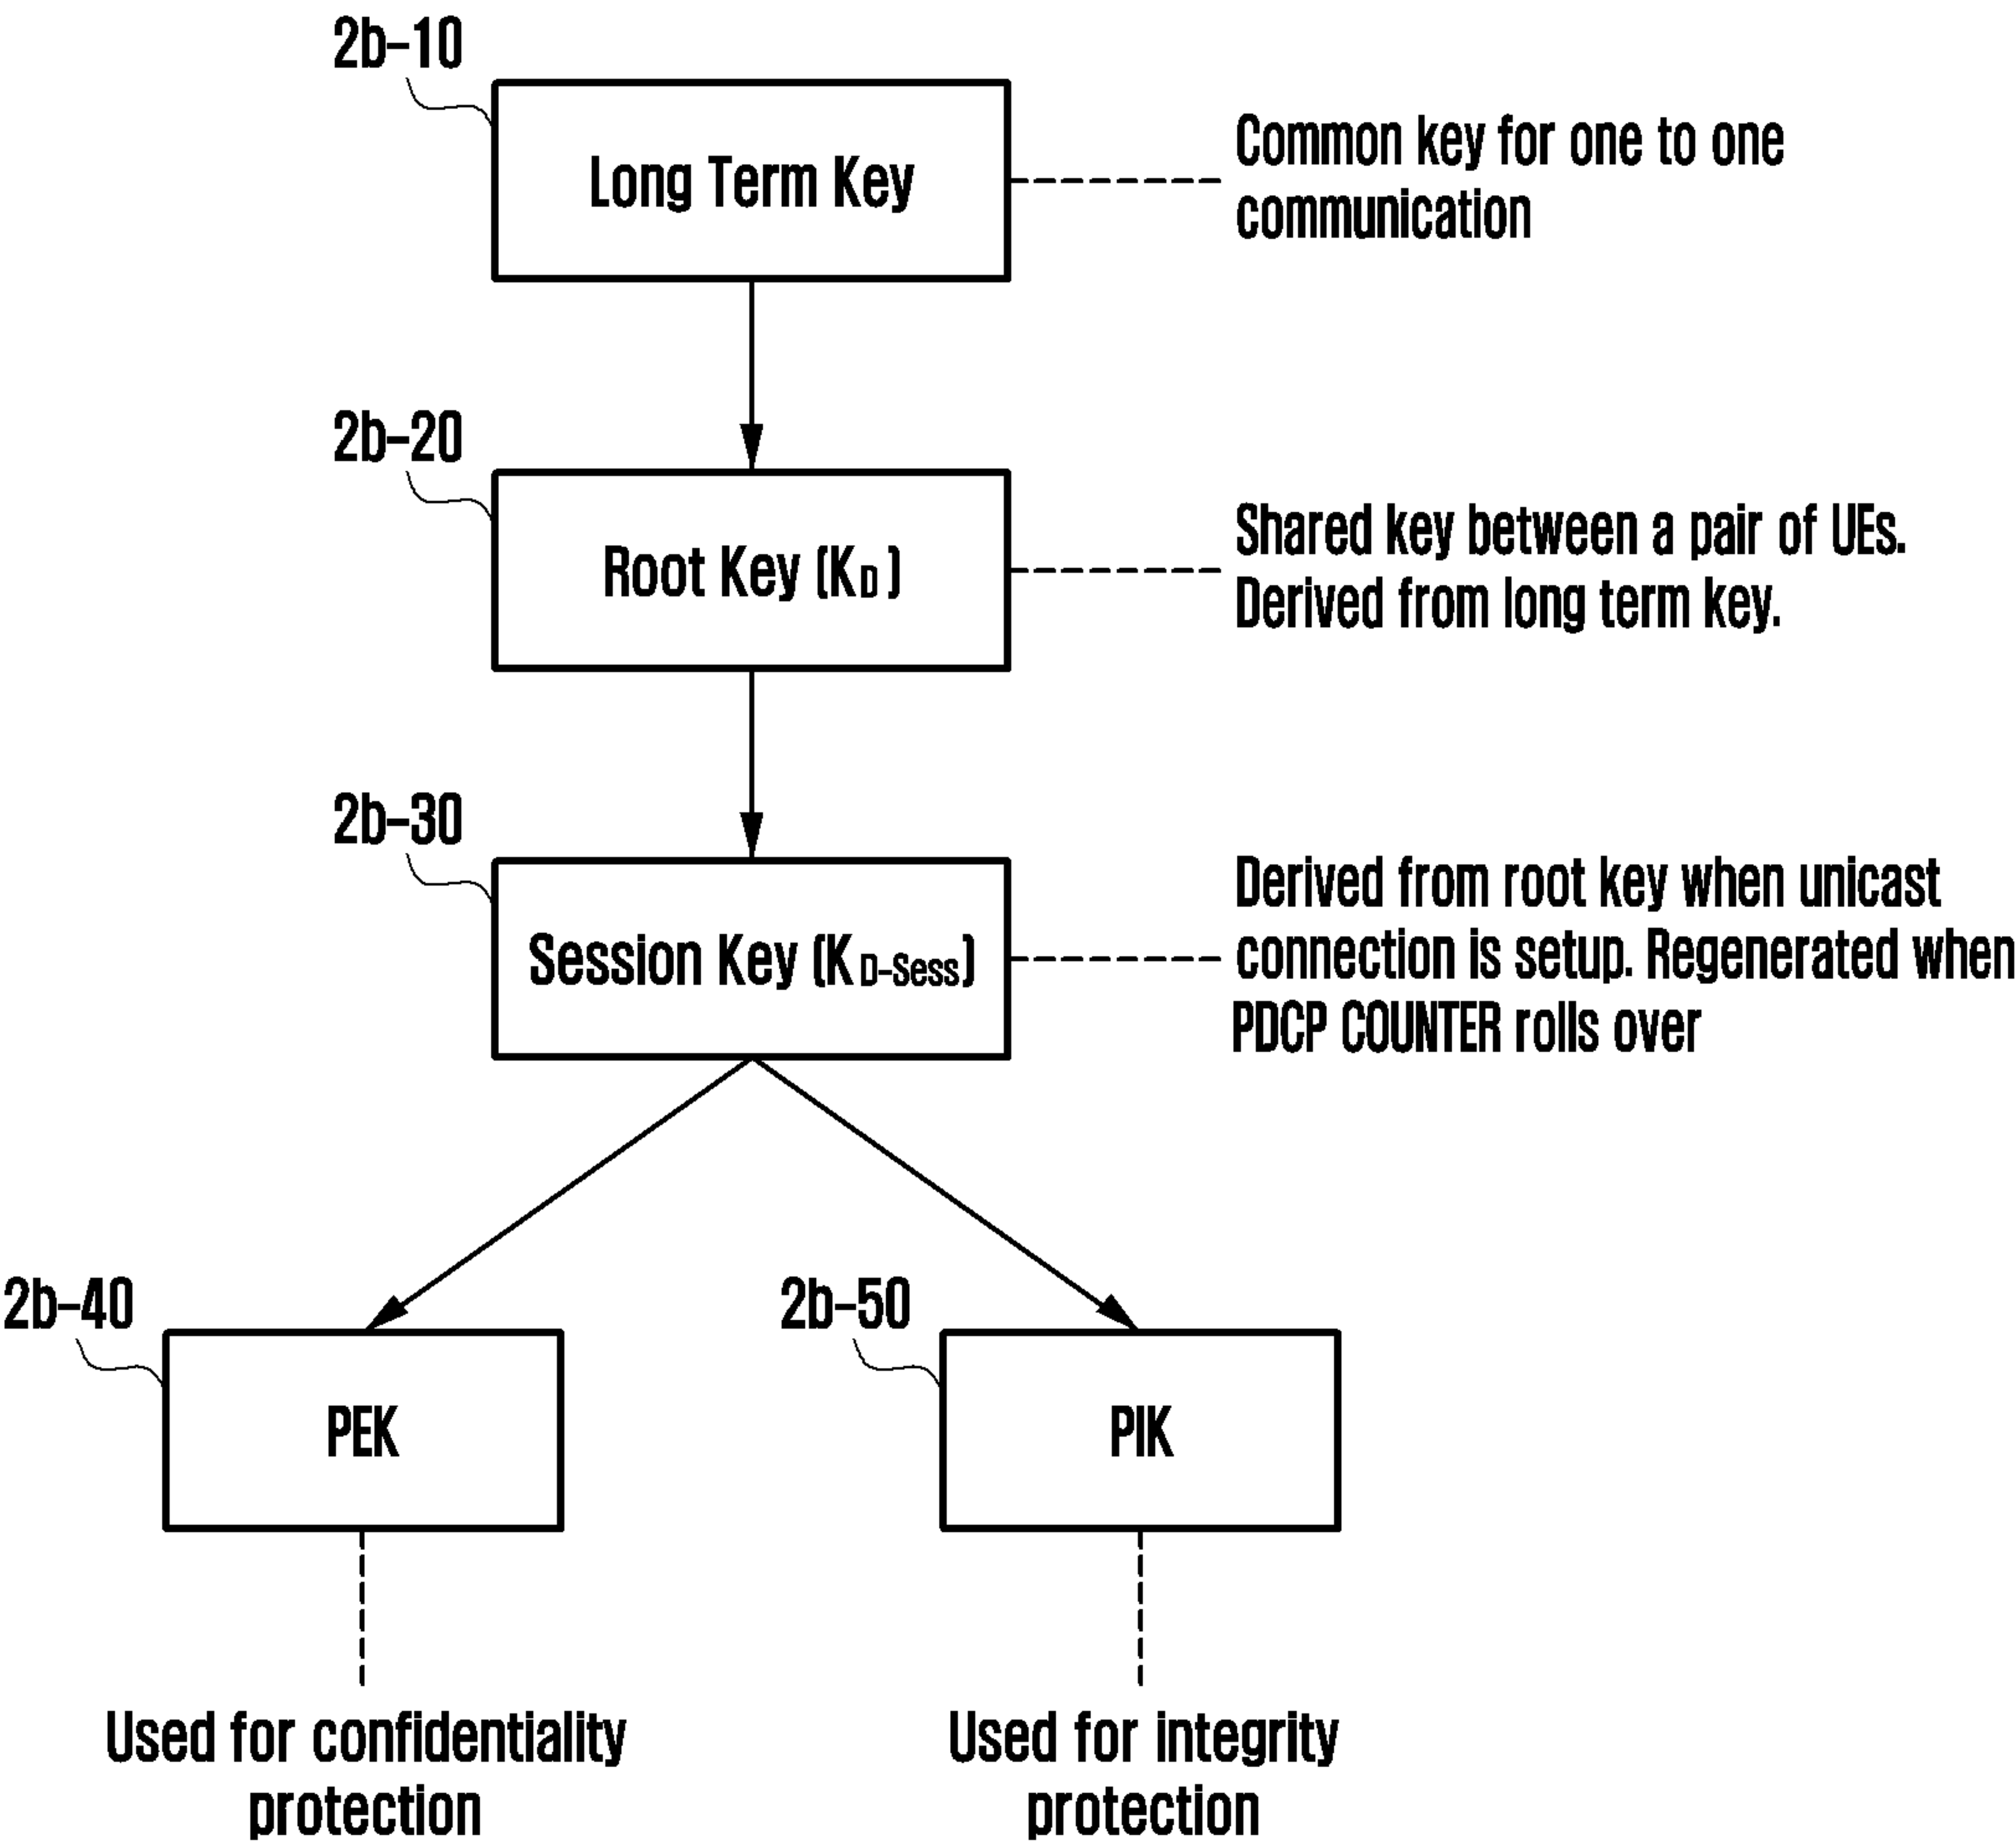 2b-10
Long Term Key
Common key for one to one
communication
2b-20
Root Key (KD)
Shared key between a pair of UEs.
Derived from long term key.
2b-30
Session Key (KD-Sess)
Derived from root key when unicast
connection is setup. Regenerated when
PDCP COUNTER rolls over
2b-40
PEK
2b-50
PIK
Used for confidentiality
protection
Used for integrity
protection